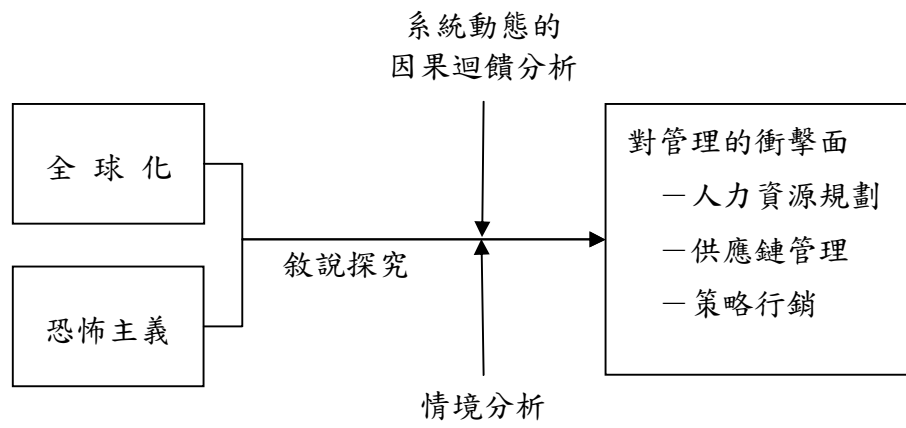 系統動態的
因果迴饋分析
全球化
恐怖主義
敘說探究
對管理的衝擊面
－人力資源規劃
－供應鏈管理
－策略行銷
情境分析